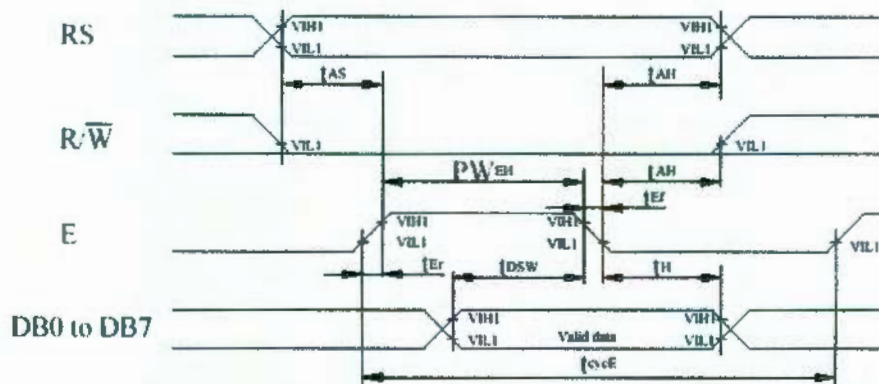 RS VIH1 VIH1
VIL1 VIL1
tAS tAH
R/W̅ VIL1 VIL1
PWEH tAH
tEf
E VIH1 VIH1
VIL1 VIL1 VIL1
tEr tDSW tH
DB0 to DB7 VIH1 VIH1
VIL1 Valid data VIL1
tcycE